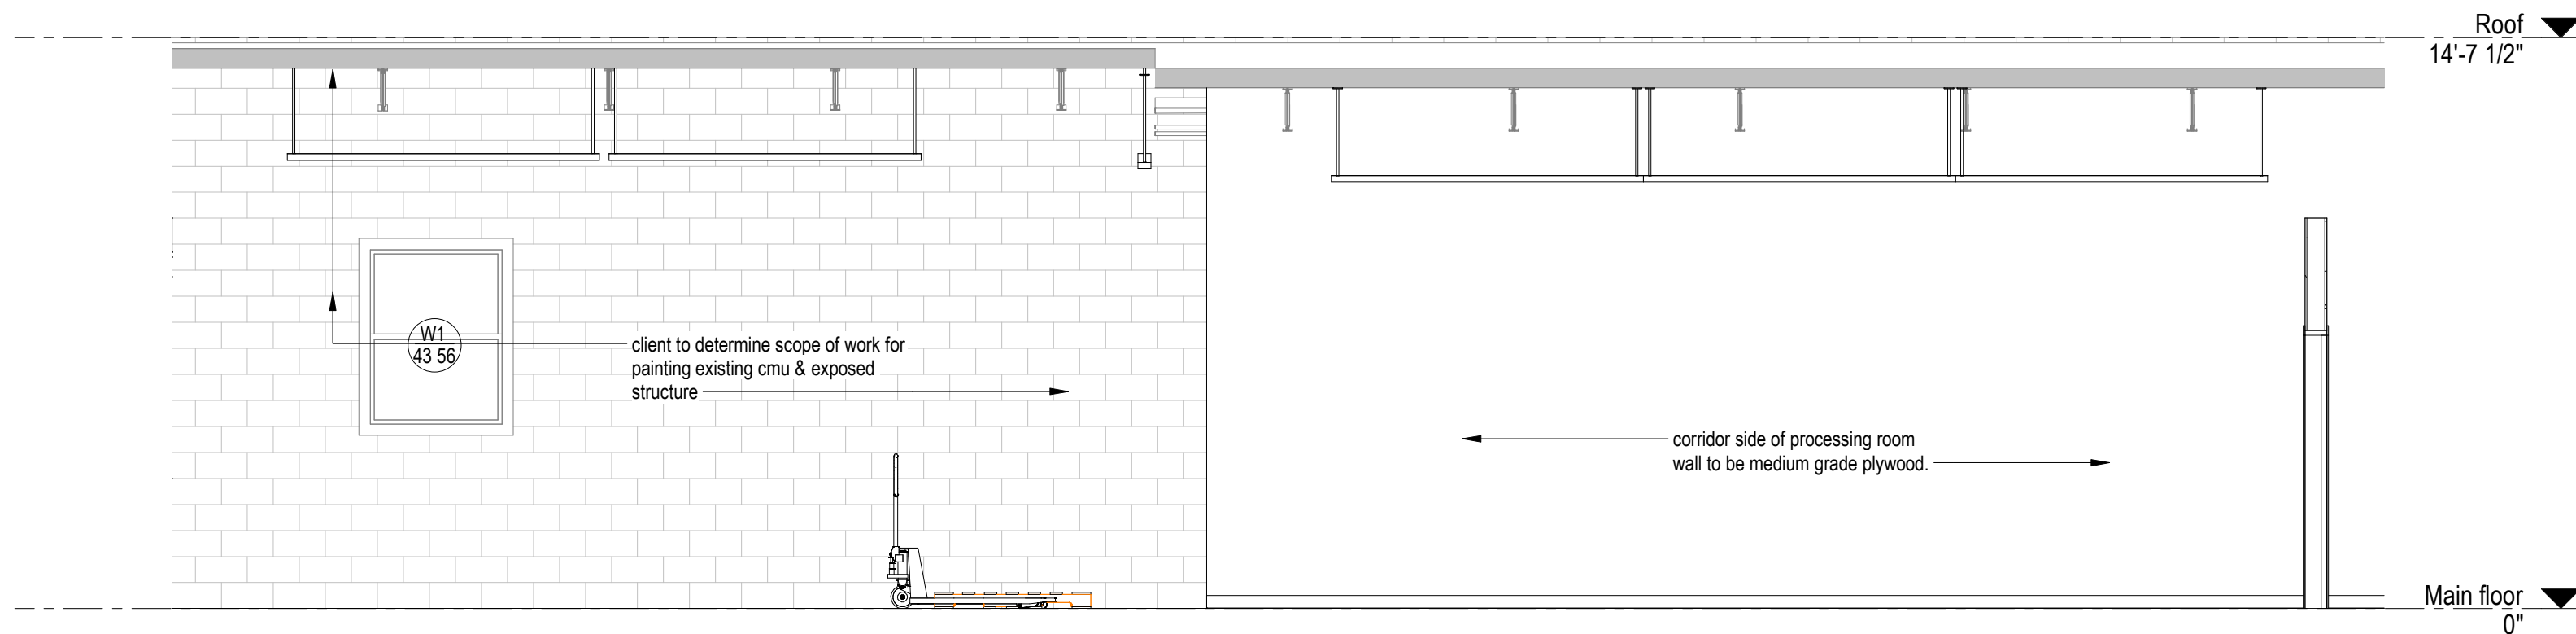 Roof
14'-7 1/2"
W1
43 56
client to determine scope of work for
painting existing cmu & exposed
structure
corridor side of processing room
wall to be medium grade plywood.
Main floor
0"